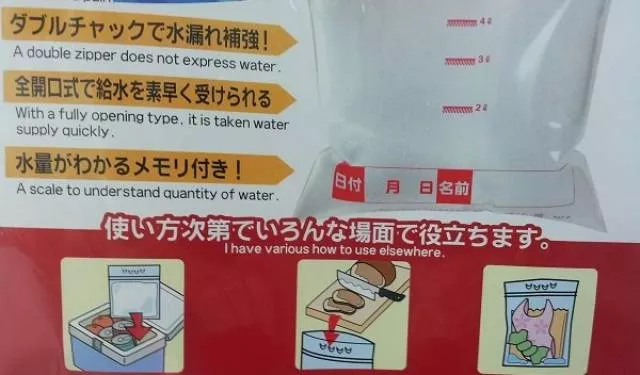 ダブルチャックで水漏れ補強！
A double zipper does not express water.
全開口式で給水を素早く受けられる
With a fully opening type, it is taken water
supply quickly.
水量がわかるメモリ付き！
A scale to understand quantity of water.
4ℓ
3ℓ
2ℓ
日付 月 日 名前
使い方次第でいろんな場面で役立ちます。
I have various how to use elsewhere.